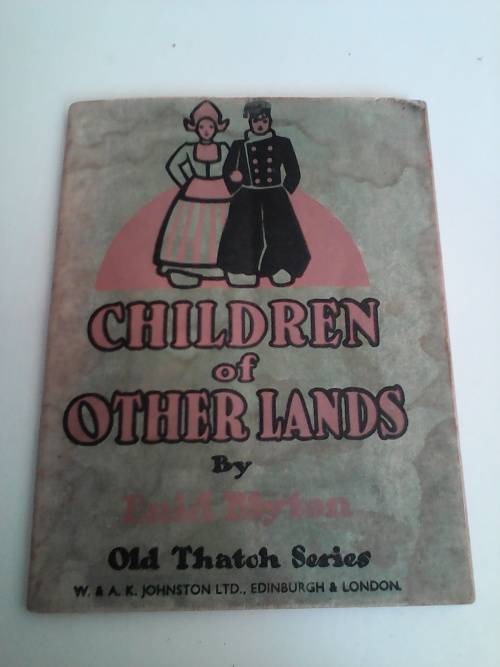 CHILDREN
of
OTHER LANDS
By
Enid Blyton
Old Thatch Series
W. & A. K. JOHNSTON LTD., EDINBURGH & LONDON.